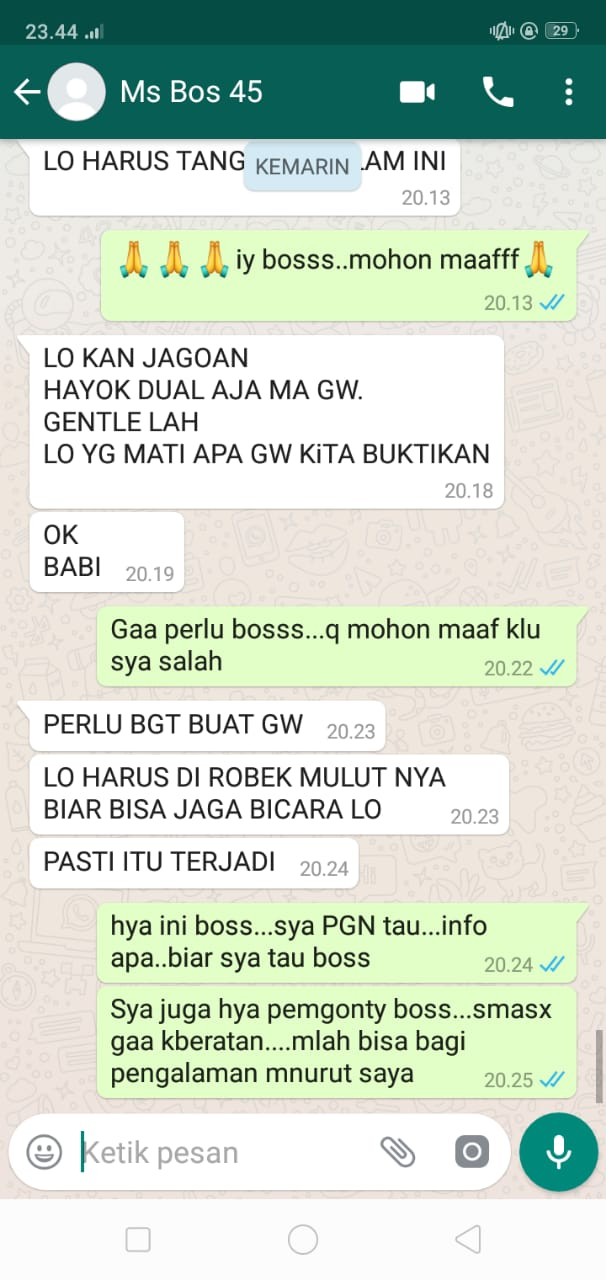 23.44
29
Ms Bos 45
LO HARUS TANG
KEMARIN
LAM INI
20.13
🙏 🙏 🙏 iy bosss..mohon maafff 🙏
20.13
LO KAN JAGOAN
HAYOK DUAL AJA MA GW.
GENTLE LAH
LO YG MATI APA GW KiTA BUKTIKAN
20.18
OK
BABI
20.19
Gaa perlu bosss...q mohon maaf klu
sya salah
20.22
PERLU BGT BUAT GW
20.23
LO HARUS DI ROBEK MULUT NYA
BIAR BISA JAGA BICARA LO
20.23
PASTI ITU TERJADI
20.24
hya ini boss...sya PGN tau...info
apa..biar sya tau boss
20.24
Sya juga hya pemgonty boss...smasx
gaa kberatan....mlah bisa bagi
pengalaman mnurut saya
20.25
Ketik pesan